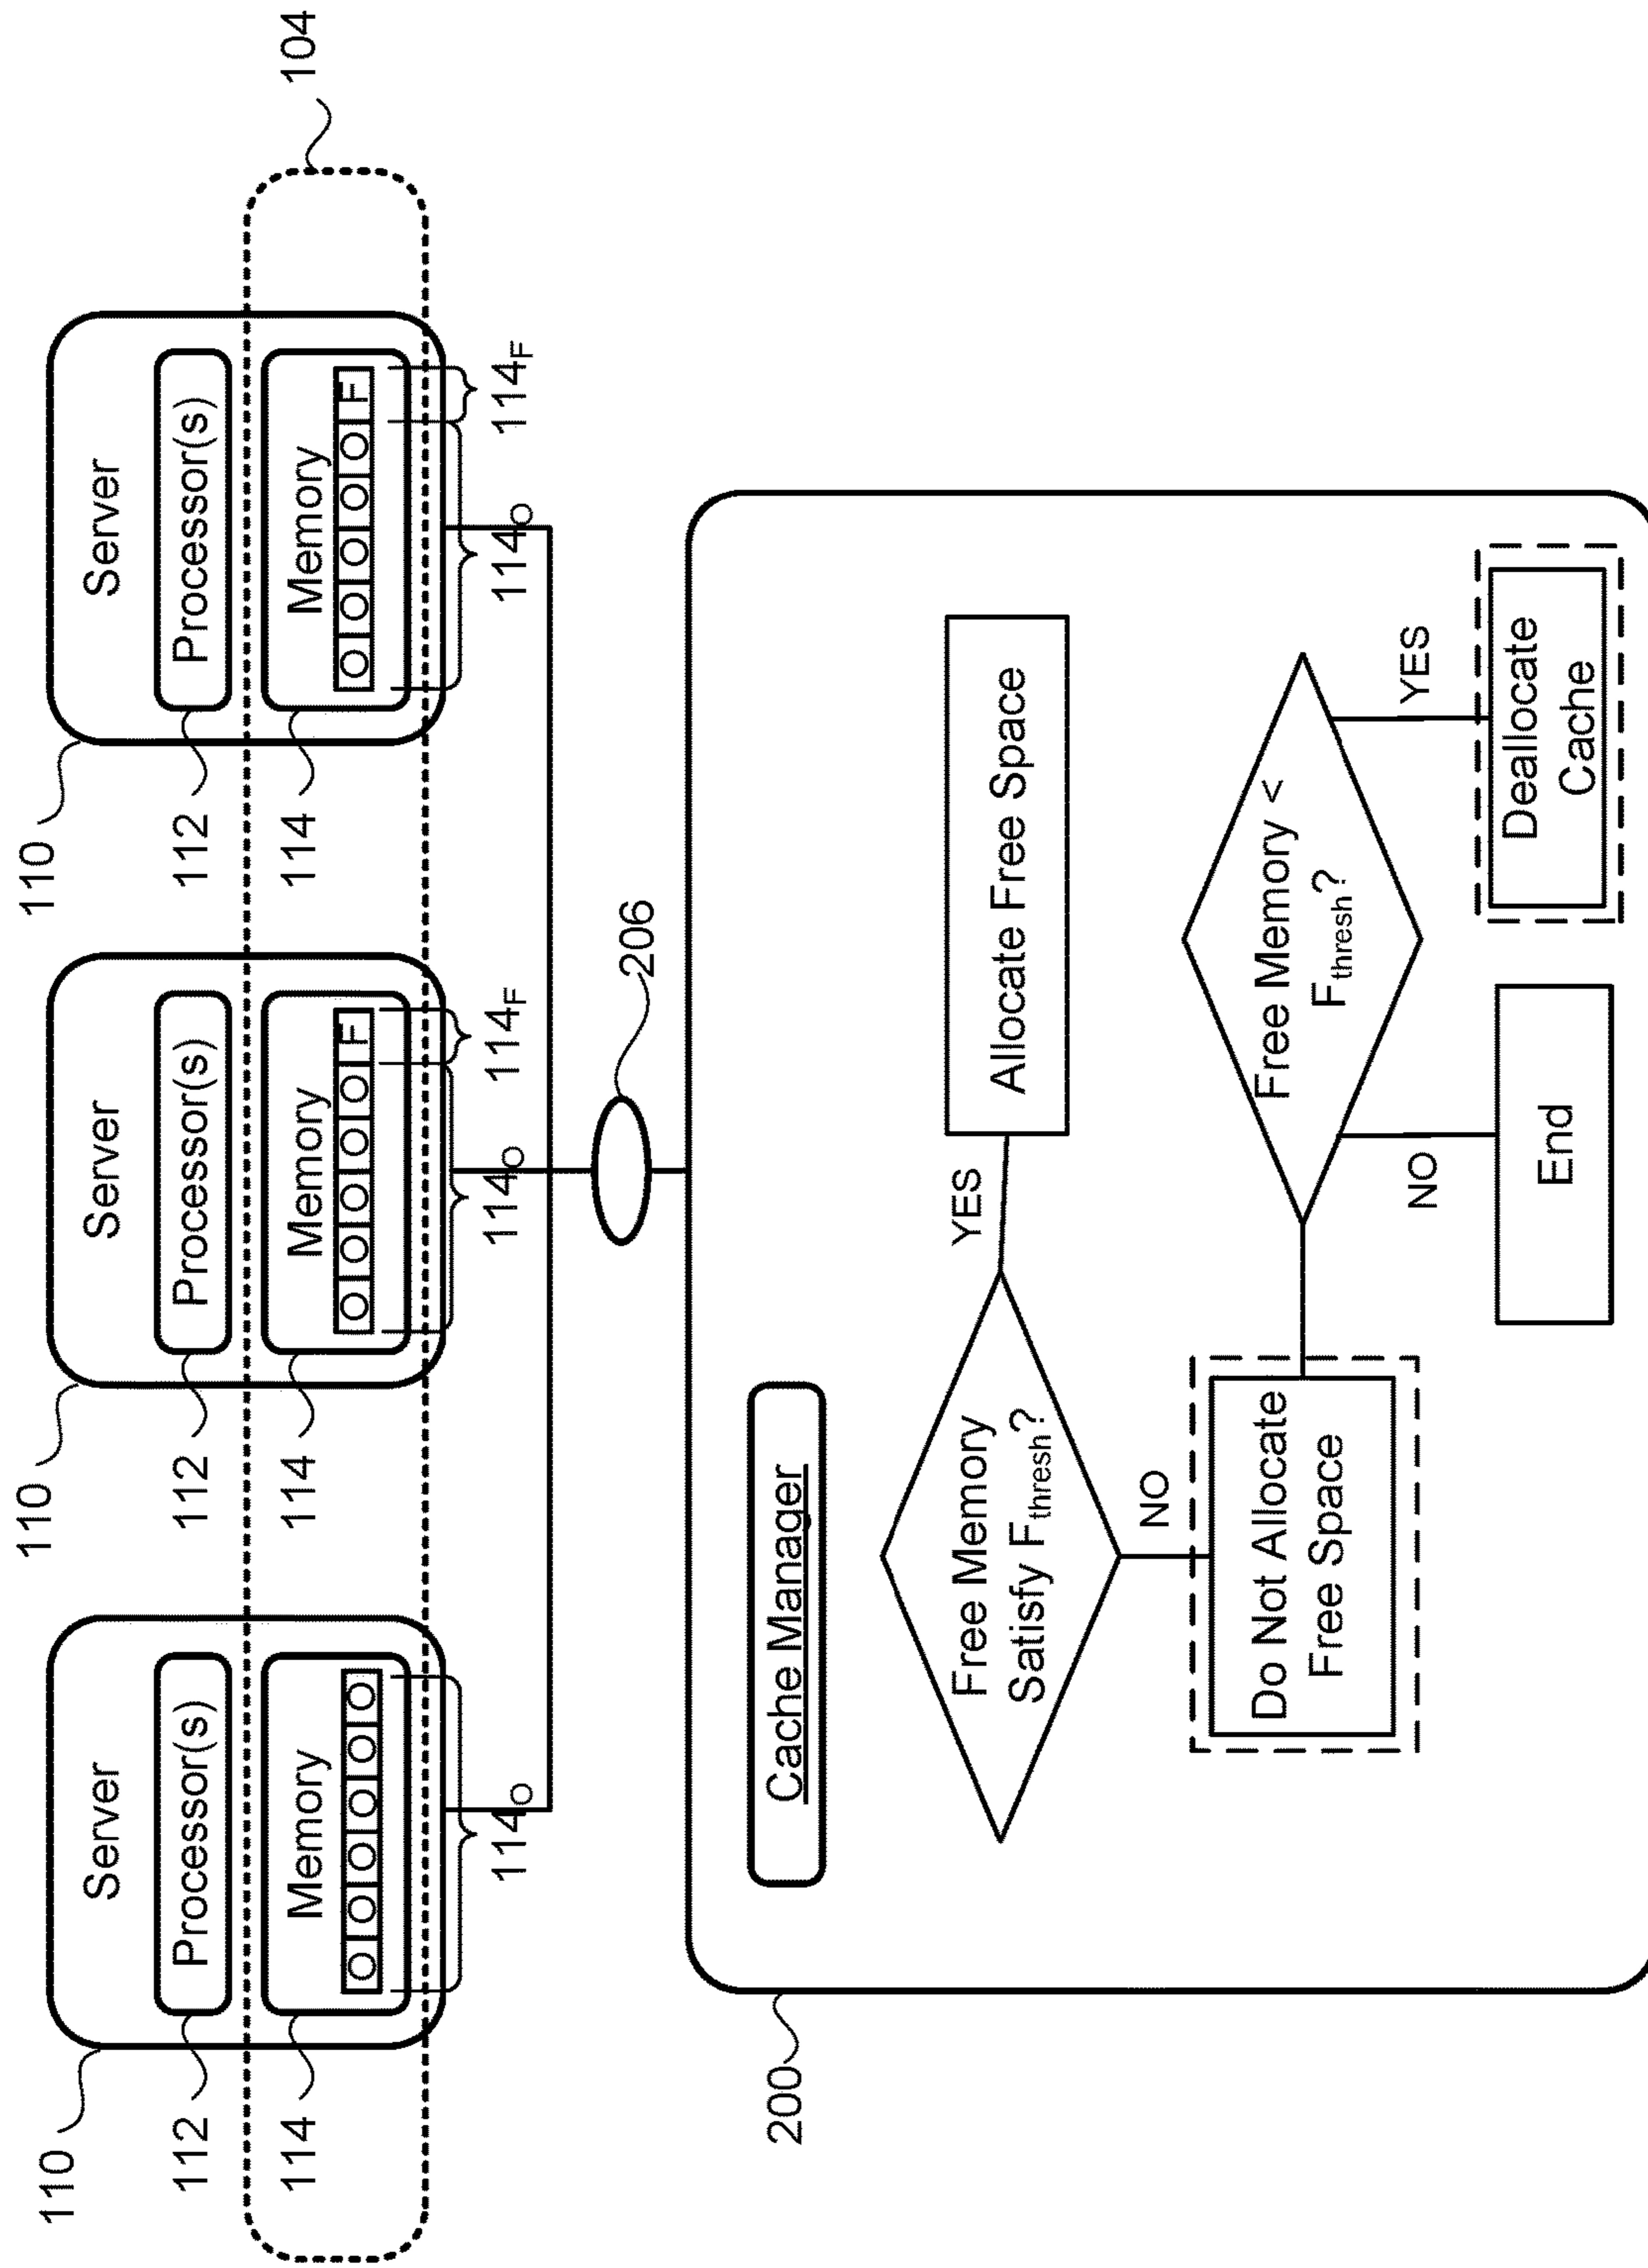 110
110
110
Server
Server
Server
112
Processor(s)
112
Processor(s)
112
Processor(s)
104
114
Memory
114
Memory
114
Memory
O O O O O O
O O O O O F
O O O O O F
114O
114O
114F
114O
114F
206
200
Cache Manager
Free Memory
Satisfy Fthresh?
YES
Allocate Free Space
NO
Do Not Allocate
Free Space
Free Memory <
Fthresh?
NO
YES
End
Deallocate
Cache